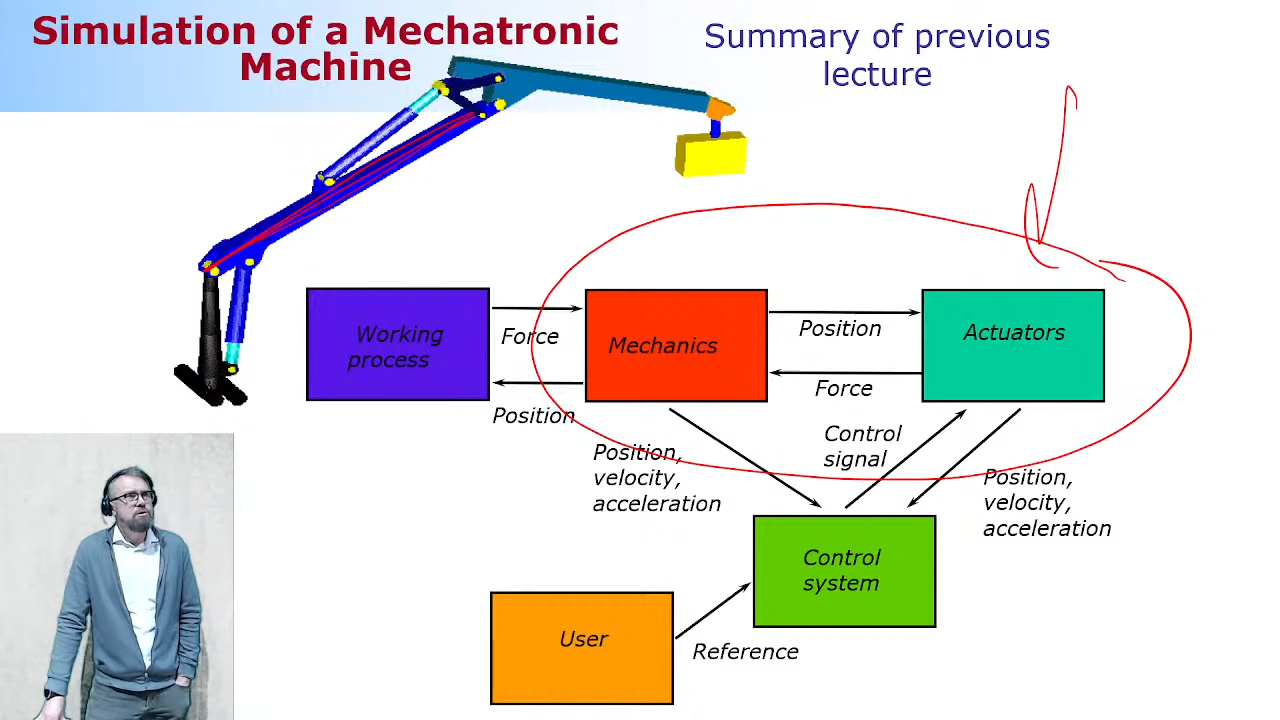 Simulation of a Mechatronic
Machine
Summary of previous
lecture
Working
process
Force
Position
Mechanics
Position
Force
Actuators
Position,
velocity,
acceleration
Control
signal
Position,
velocity,
acceleration
Control
system
User
Reference